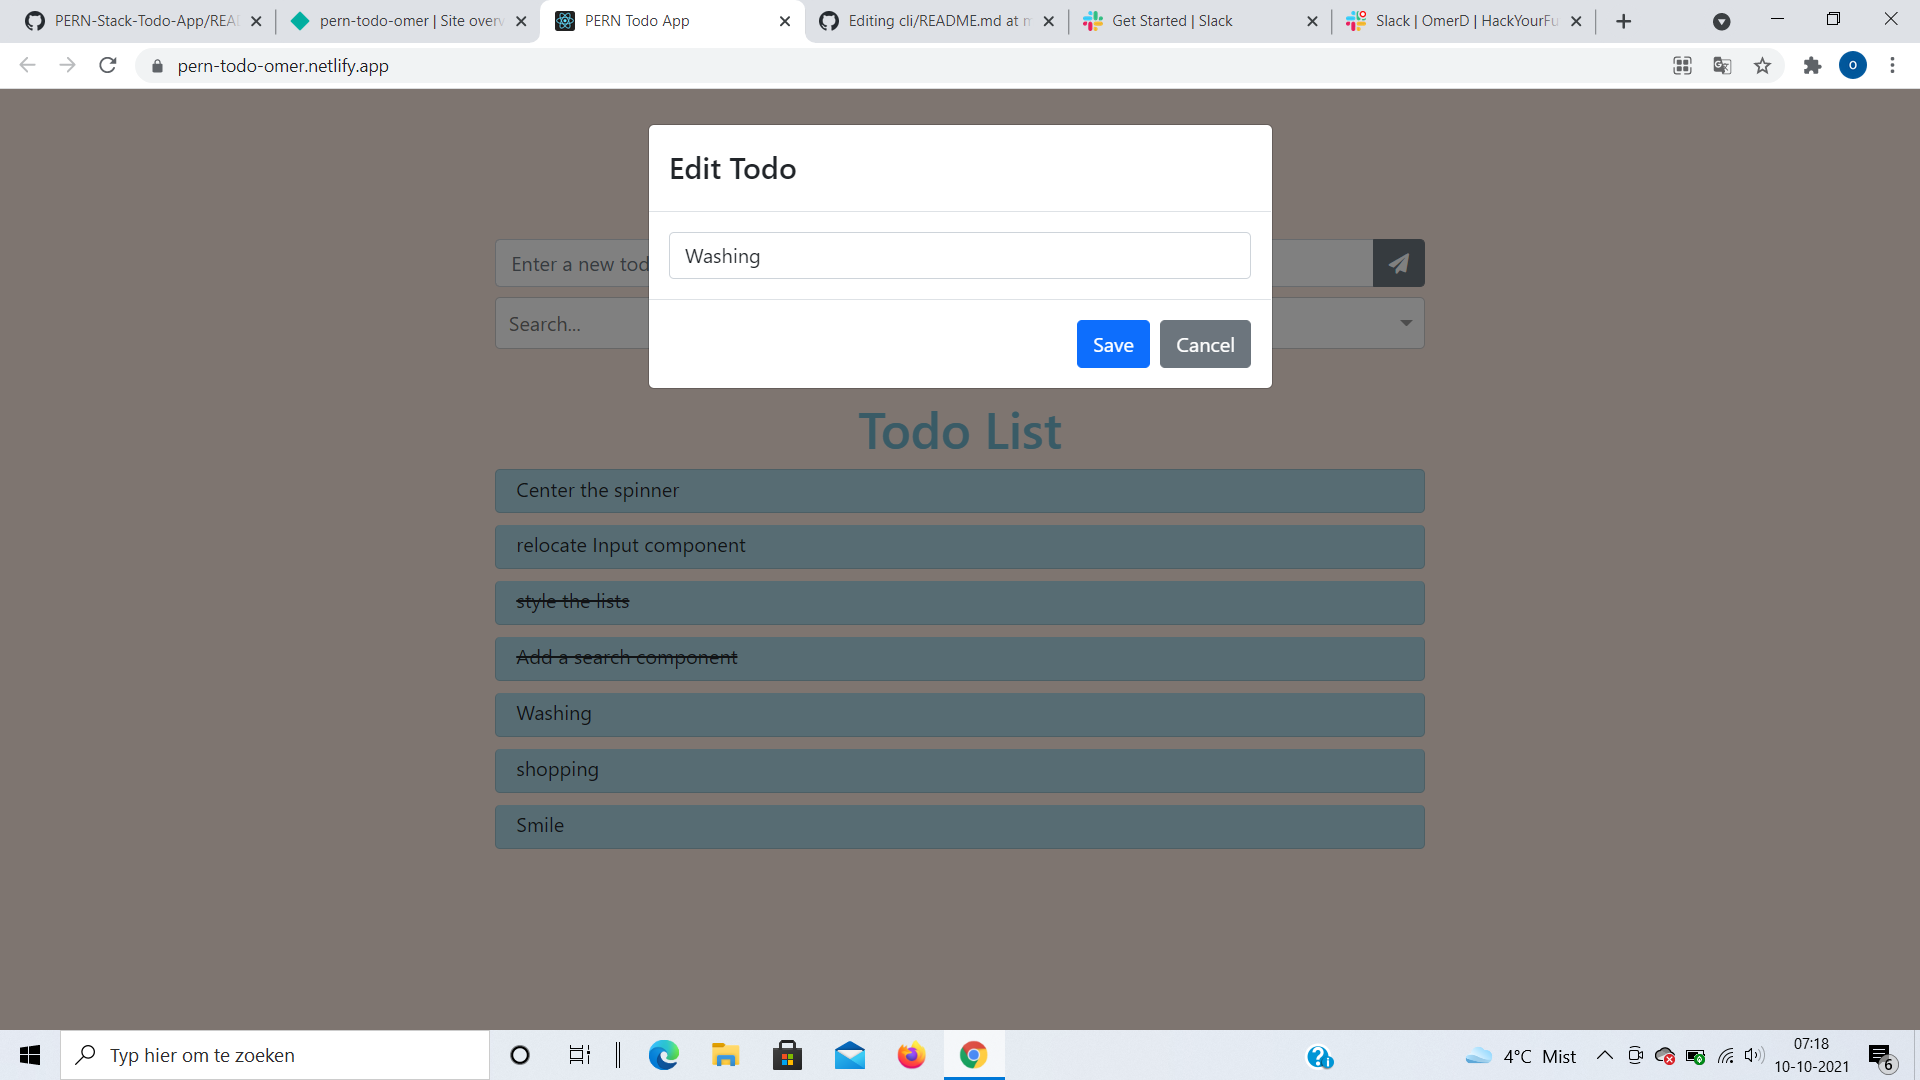 PERN-Stack-Todo-App/REA
pern-todo-omer | Site overv
PERN Todo App
Editing cli/README.md at m
Get Started | Slack
Slack | OmerD | HackYourFu
pern-todo-omer.netlify.app
O
Edit Todo
Washing
Enter a new tod
Search...
Save
Cancel
Todo List
Center the spinner
relocate Input component
style the lists
Add a search component
Washing
shopping
Smile
Typ hier om te zoeken
4°C Mist
07:18
10-10-2021
6